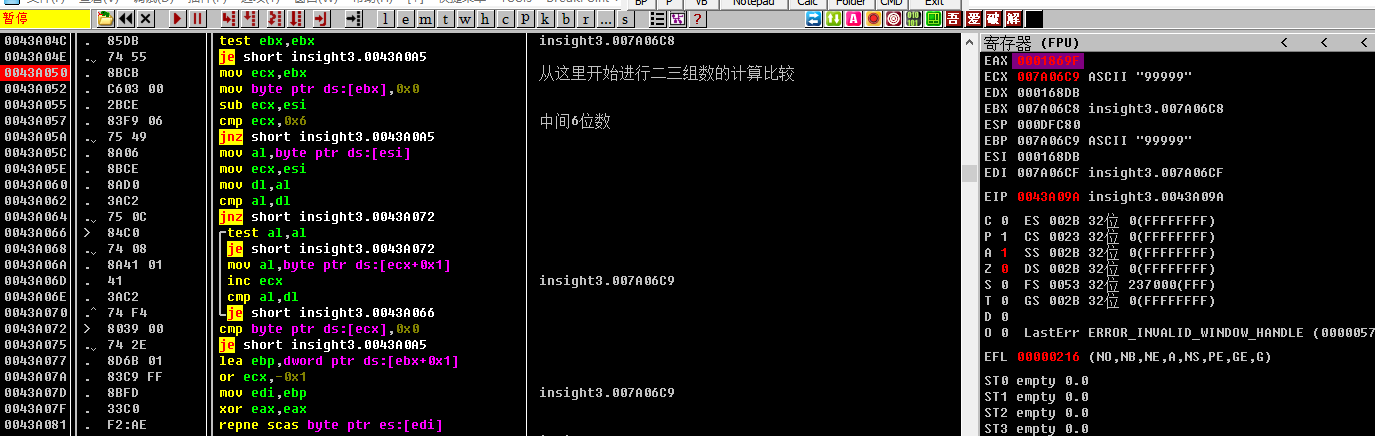 BP P VB Notepad Calc Folder CMD Exit
暂停 l e m t w h c p k b r ... s ? 吾 爱 破 解
0043A04C . 85DB test ebx,ebx insight3.007A06C8
0043A04E .ˇ 74 55 je short insight3.0043A0A5
0043A050 . 8BCB mov ecx,ebx 从这里开始进行二三组数的计算比较
0043A052 . C603 00 mov byte ptr ds:[ebx],0x0
0043A055 . 2BCE sub ecx,esi
0043A057 . 83F9 06 cmp ecx,0x6 中间6位数
0043A05A .ˇ 75 49 jnz short insight3.0043A0A5
0043A05C . 8A06 mov al,byte ptr ds:[esi]
0043A05E . 8BCE mov ecx,esi
0043A060 . 8AD0 mov dl,al
0043A062 . 3AC2 cmp al,dl
0043A064 .ˇ 75 0C jnz short insight3.0043A072
0043A066 > 84C0 test al,al
0043A068 .ˇ 74 08 je short insight3.0043A072
0043A06A . 8A41 01 mov al,byte ptr ds:[ecx+0x1]
0043A06D . 41 inc ecx insight3.007A06C9
0043A06E . 3AC2 cmp al,dl
0043A070 .^ 74 F4 je short insight3.0043A066
0043A072 > 8039 00 cmp byte ptr ds:[ecx],0x0
0043A075 .ˇ 74 2E je short insight3.0043A0A5
0043A077 . 8D6B 01 lea ebp,dword ptr ds:[ebx+0x1]
0043A07A . 83C9 FF or ecx,-0x1
0043A07D . 8BFD mov edi,ebp insight3.007A06C9
0043A07F . 33C0 xor eax,eax
0043A081 . F2:AE repne scas byte ptr es:[edi]
寄存器 (FPU) < < <
EAX 0001869F
ECX 007A06C9 ASCII "99999"
EDX 000168DB
EBX 007A06C8 insight3.007A06C8
ESP 000DFC80
EBP 007A06C9 ASCII "99999"
ESI 000168DB
EDI 007A06CF insight3.007A06CF
EIP 0043A09A insight3.0043A09A
C 0 ES 002B 32位 0(FFFFFFFF)
P 1 CS 0023 32位 0(FFFFFFFF)
A 1 SS 002B 32位 0(FFFFFFFF)
Z 0 DS 002B 32位 0(FFFFFFFF)
S 0 FS 0053 32位 237000(FFF)
T 0 GS 002B 32位 0(FFFFFFFF)
D 0
O 0 LastErr ERROR_INVALID_WINDOW_HANDLE (0000057
EFL 00000216 (NO,NB,NE,A,NS,PE,GE,G)
ST0 empty 0.0
ST1 empty 0.0
ST2 empty 0.0
ST3 empty 0.0